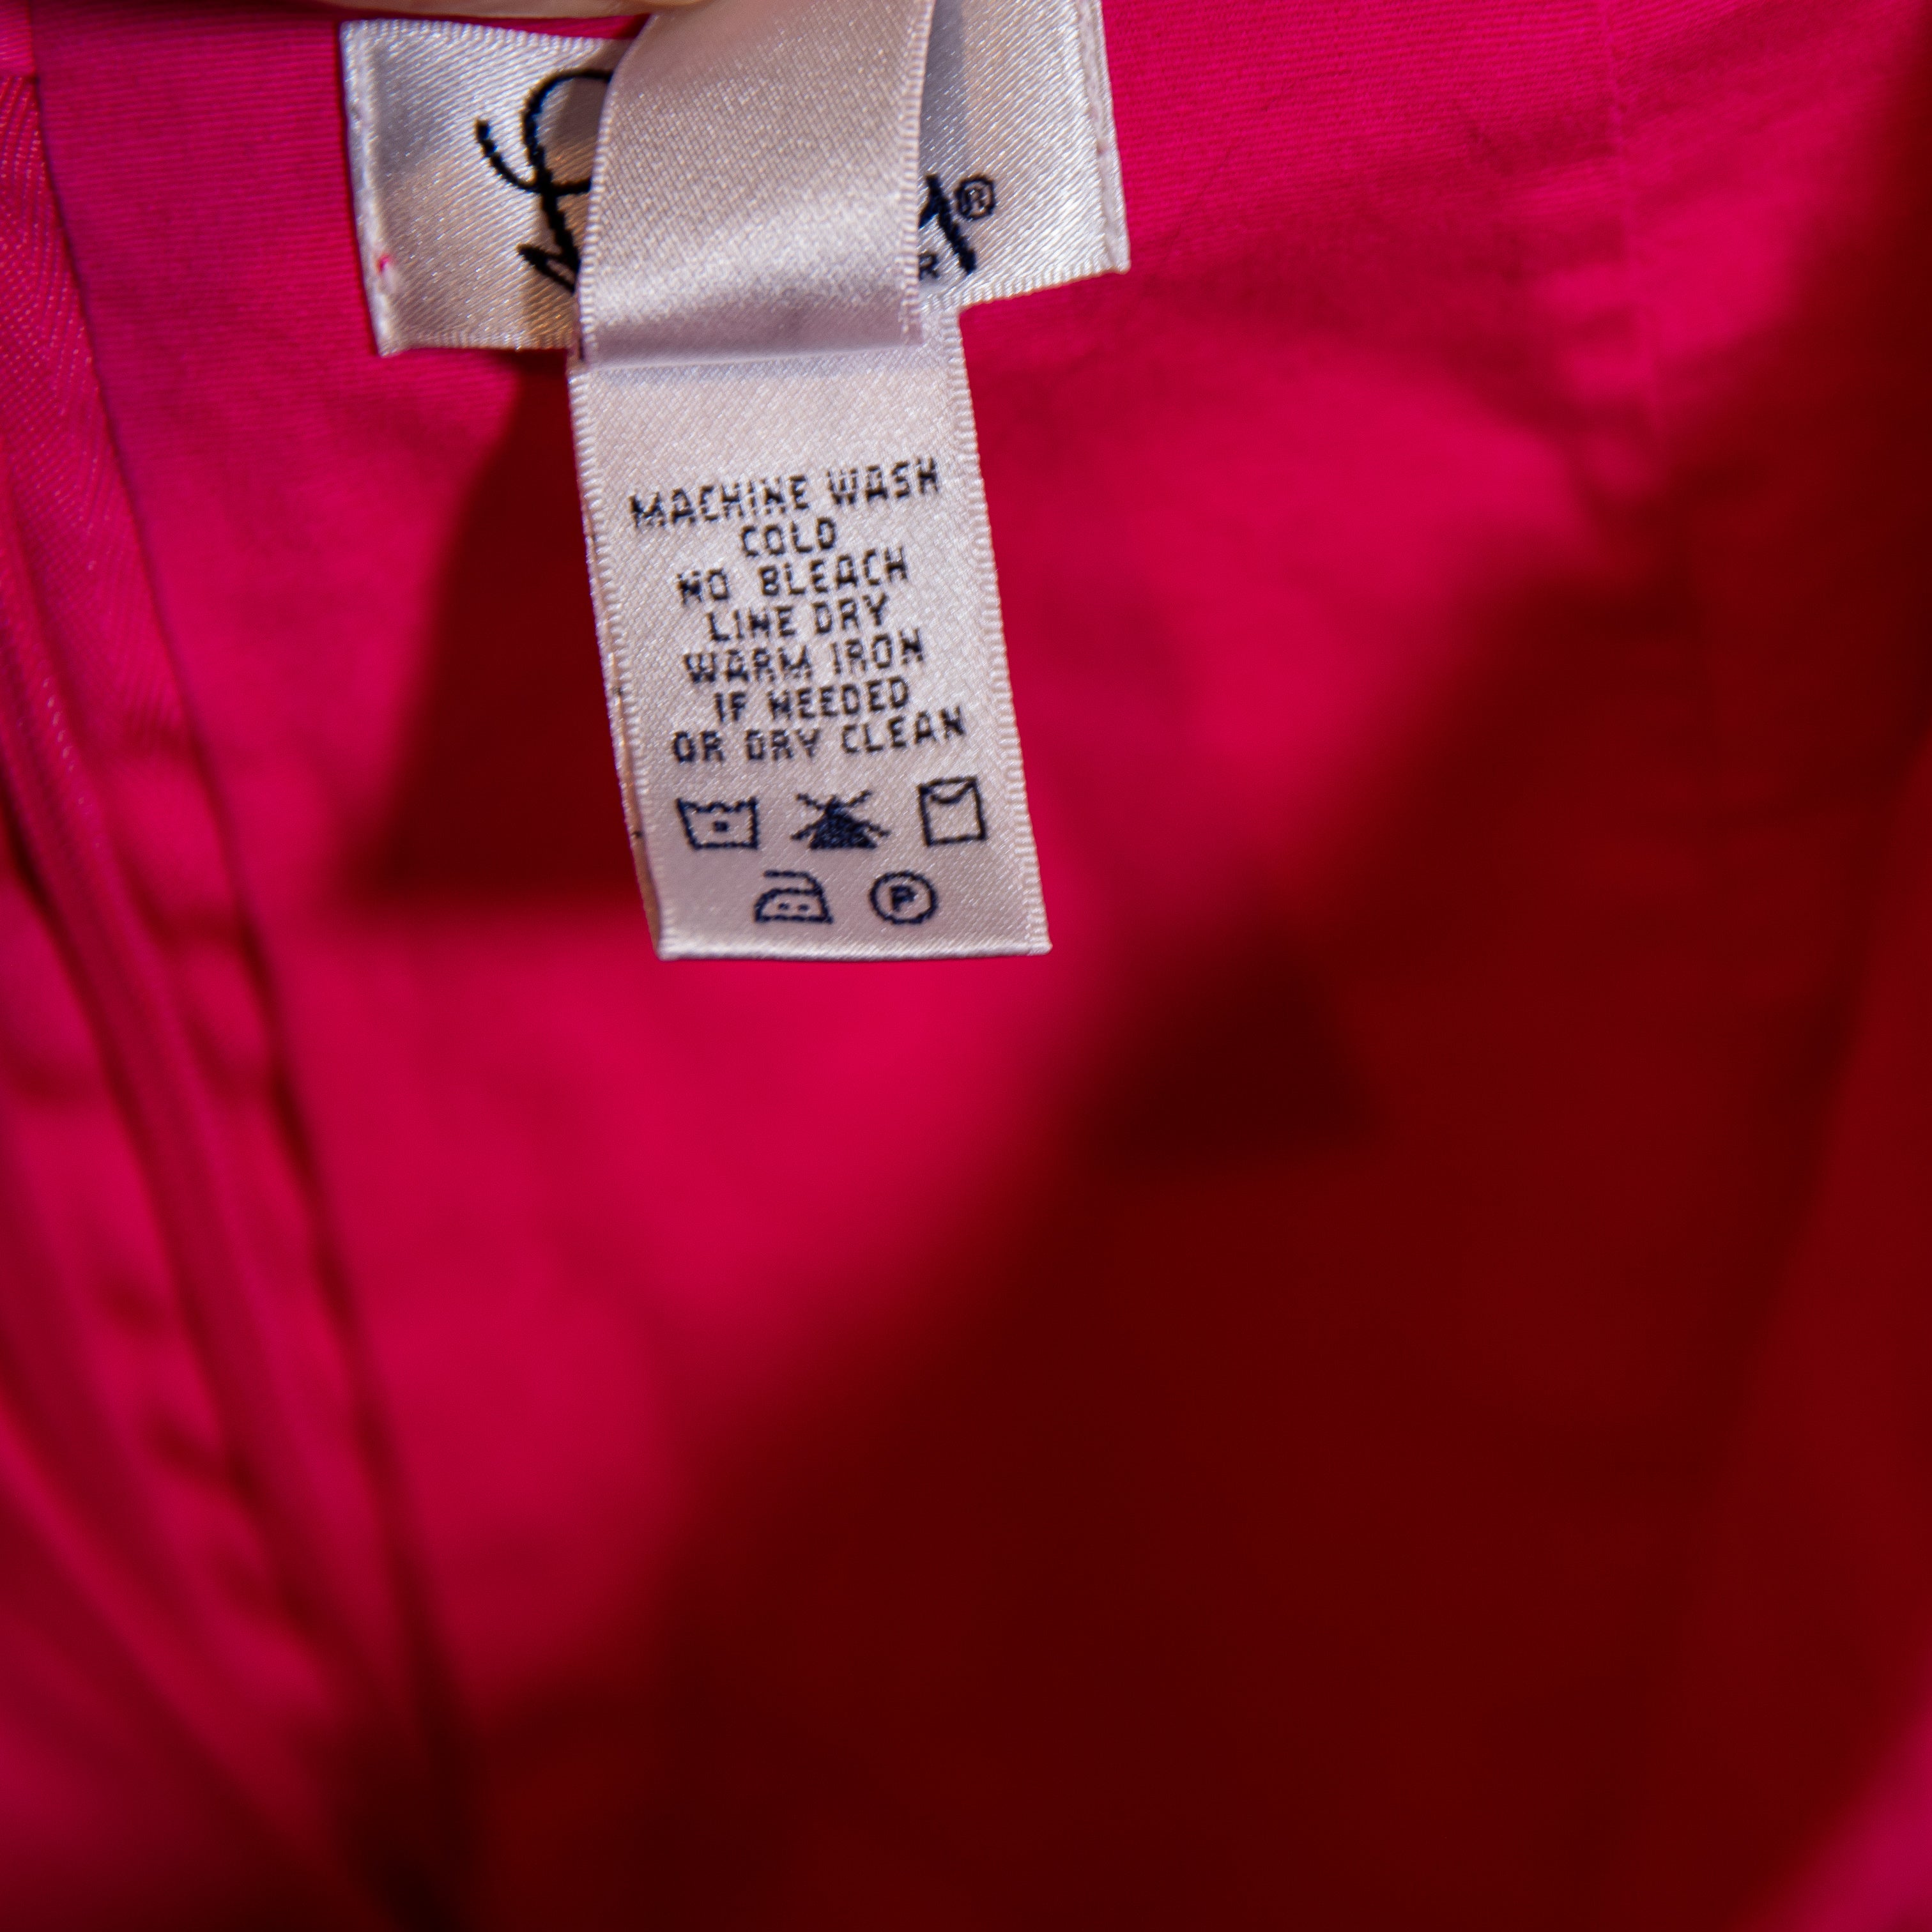 ®
R
MACHINE WASH
COLD
NO BLEACH
LINE DRY
WARM IRON
IF NEEDED
OR DRY CLEAN
P